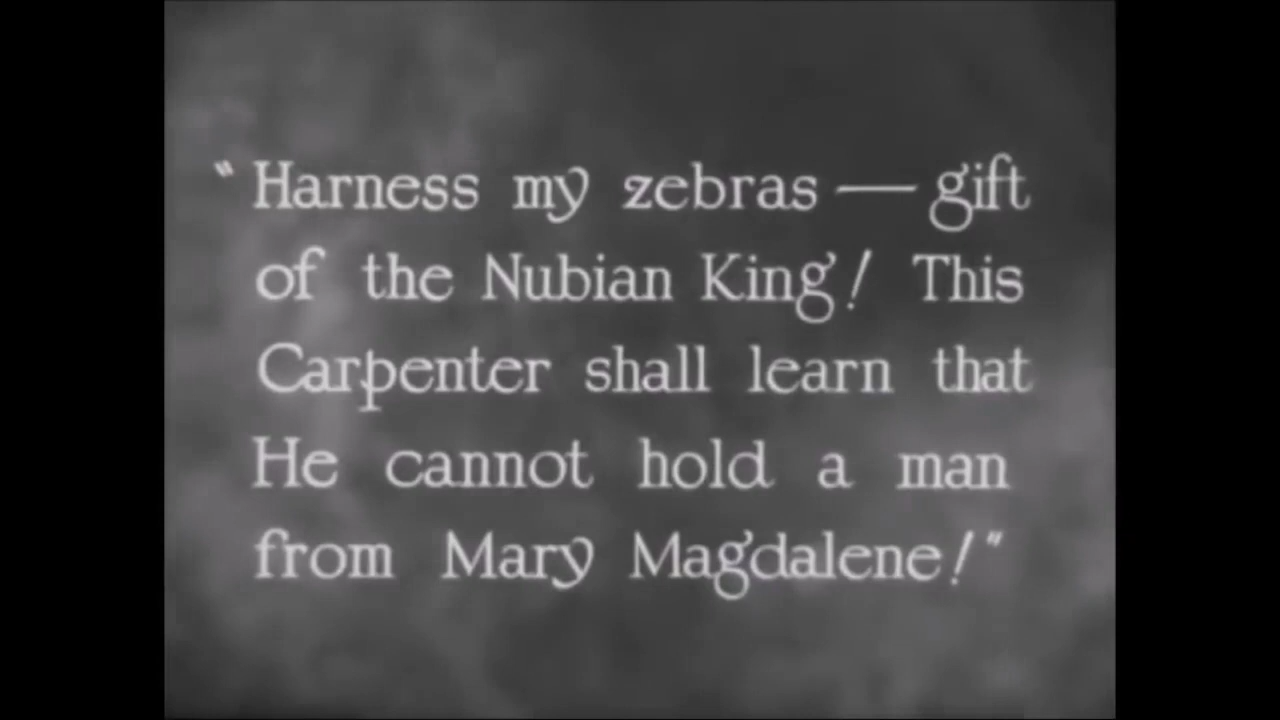 "Harness my zebras — gift
of the Nubian King! This
Carpenter shall learn that
He cannot hold a man
from Mary Magdalene!"